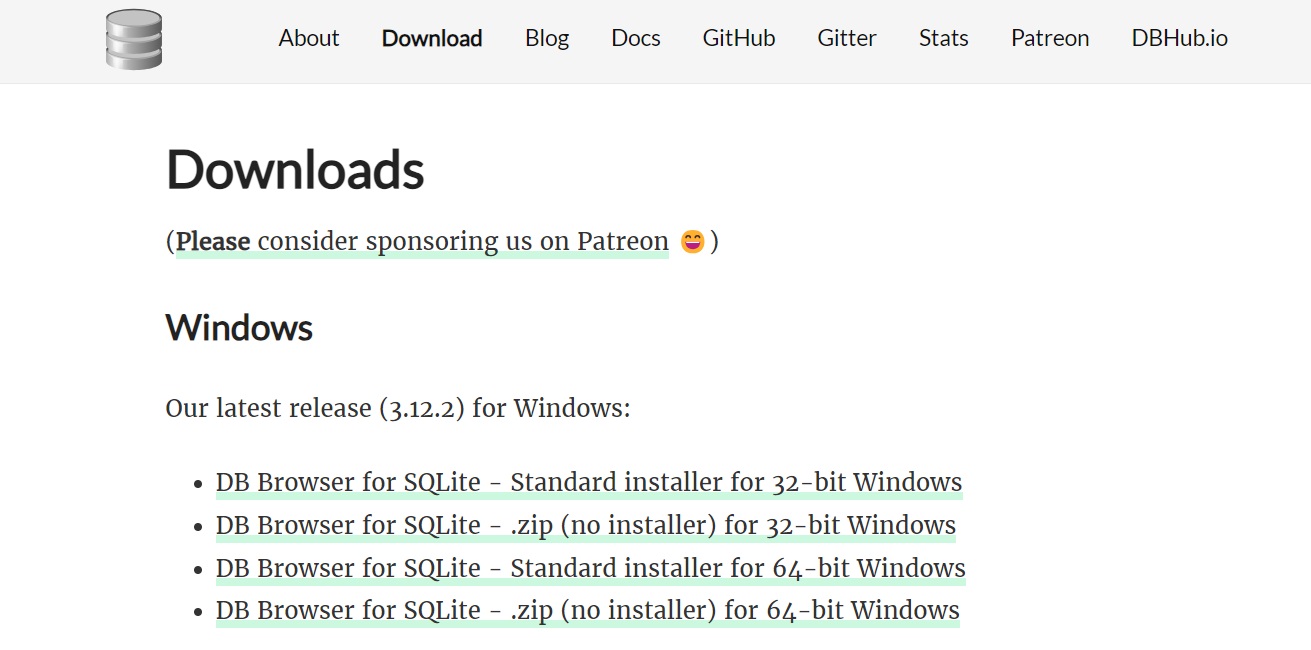 About Download Blog Docs GitHub Gitter Stats Patreon DBHub.io
Downloads
(Please consider sponsoring us on Patreon 😄)
Windows
Our latest release (3.12.2) for Windows:
• DB Browser for SQLite - Standard installer for 32-bit Windows
• DB Browser for SQLite - .zip (no installer) for 32-bit Windows
• DB Browser for SQLite - Standard installer for 64-bit Windows
• DB Browser for SQLite - .zip (no installer) for 64-bit Windows